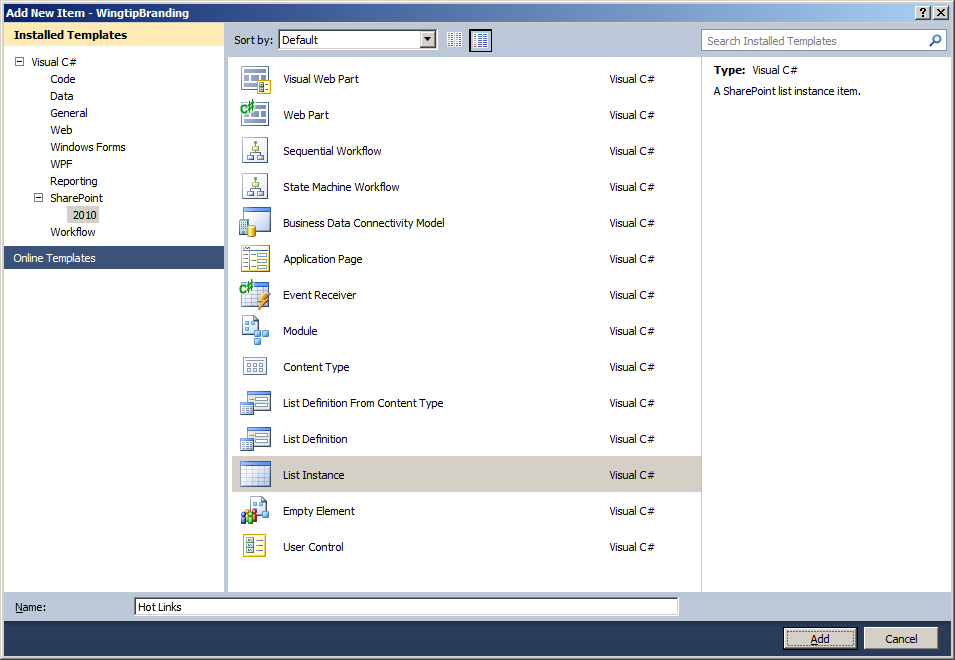 Add New Item - WingtipBranding
Installed Templates
Visual C#
Code
Data
General
Web
Windows Forms
WPF
Reporting
SharePoint
2010
Workflow
Online Templates
Sort by: Default
Visual Web Part Visual C#
C# Web Part Visual C#
Sequential Workflow Visual C#
State Machine Workflow Visual C#
Business Data Connectivity Model Visual C#
Application Page Visual C#
C# Event Receiver Visual C#
Module Visual C#
Content Type Visual C#
List Definition From Content Type Visual C#
List Definition Visual C#
List Instance Visual C#
Empty Element Visual C#
User Control Visual C#
Search Installed Templates
Type: Visual C#
A SharePoint list instance item.
Name: Hot Links
Add Cancel